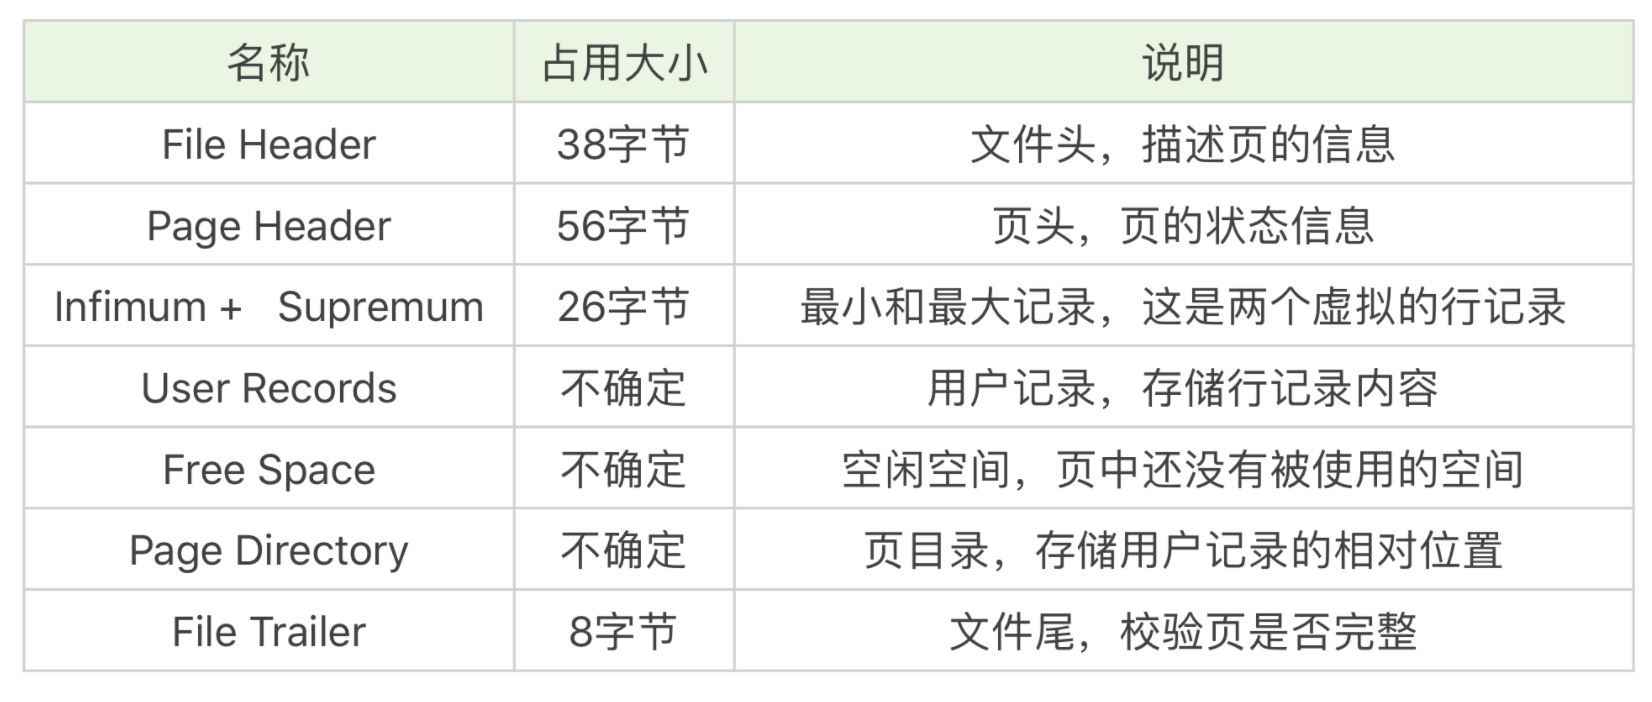 名称 占用大小 说明
File Header 38字节 文件头，描述页的信息
Page Header 56字节 页头，页的状态信息
Infimum + Supremum 26字节 最小和最大记录，这是两个虚拟的行记录
User Records 不确定 用户记录，存储行记录内容
Free Space 不确定 空闲空间，页中还没有被使用的空间
Page Directory 不确定 页目录，存储用户记录的相对位置
File Trailer 8字节 文件尾，校验页是否完整